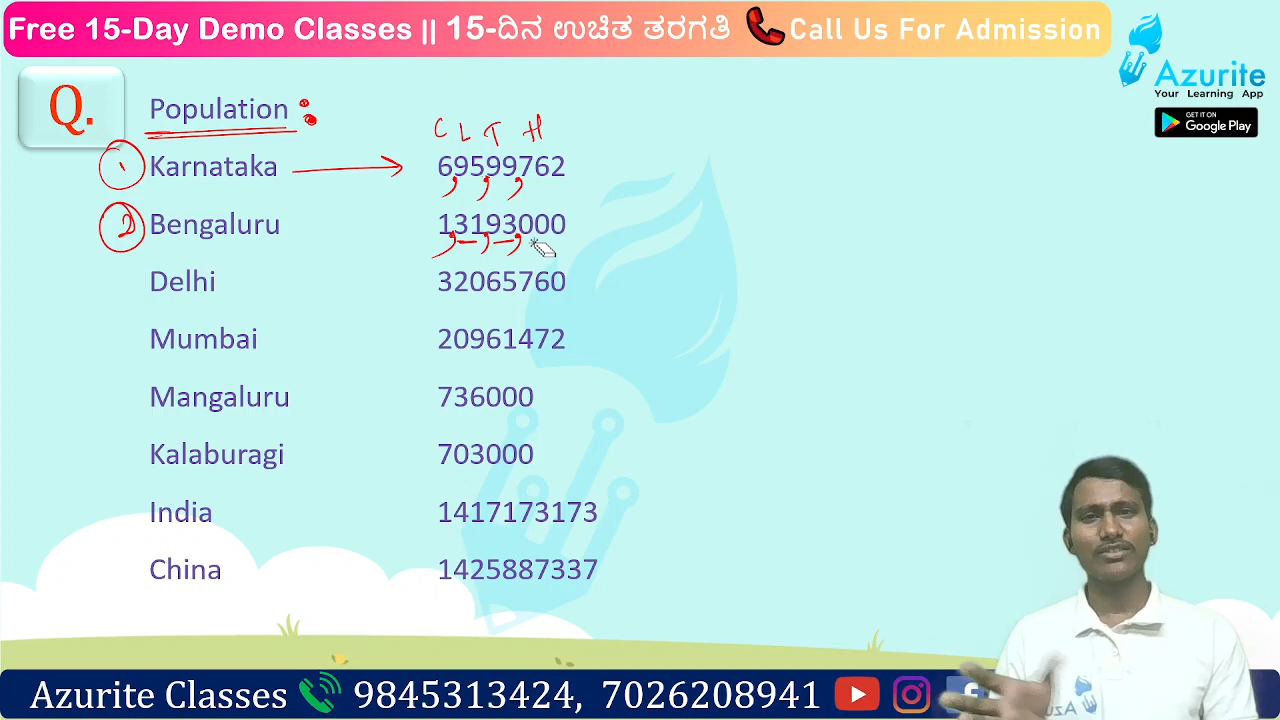 Free 15-Day Demo Classes || 15-ದಿನ ಉಚಿತ ತರಗತಿ Call Us For Admission
Azurite
Your Learning App
GET IT ON
Google Play
Q.
Population :
C L T H
1 Karnataka 69599762
2 Bengaluru 13193000
Delhi 32065760
Mumbai 20961472
Mangaluru 736000
Kalaburagi 703000
India 1417173173
China 1425887337
Azurite Classes 9845313424, 7026208941